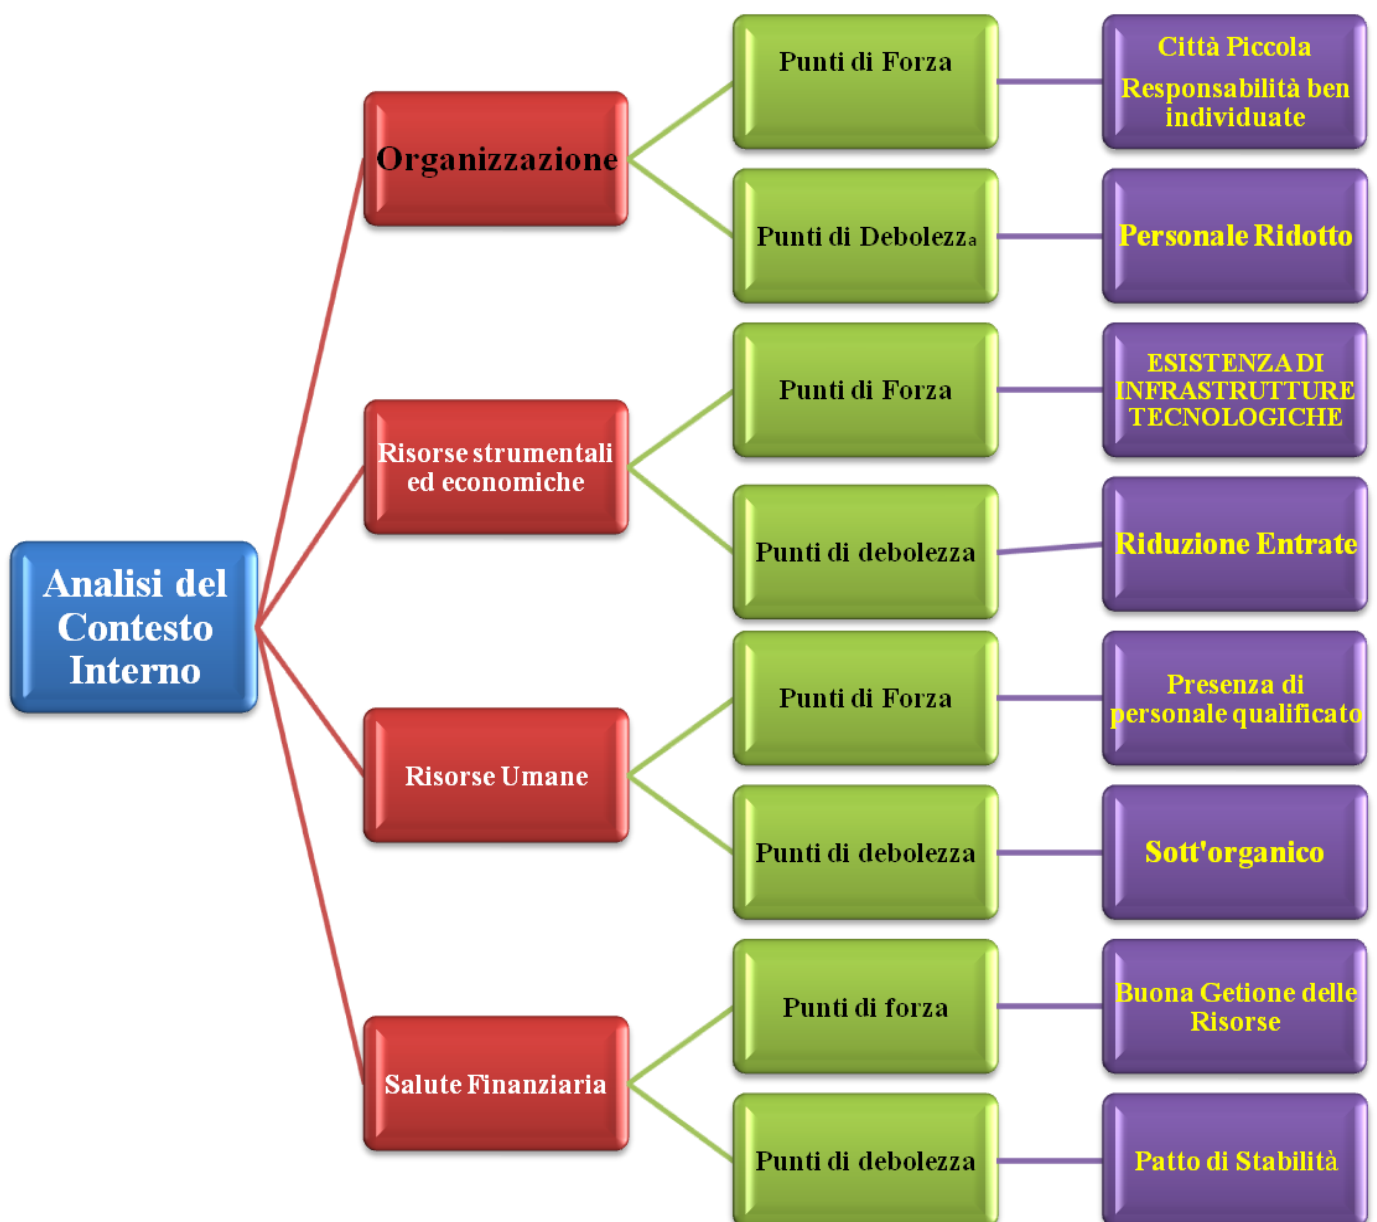 Analisi del
Contesto
Interno
Organizzazione
Punti di Forza
Città Piccola
Responsabilità ben
individuate
Punti di Debolezza
Personale Ridotto
Risorse strumentali
ed economiche
Punti di Forza
ESISTENZA DI
INFRASTRUTTURE
TECNOLOGICHE
Punti di debolezza
Riduzione Entrate
Risorse Umane
Punti di Forza
Presenza di
personale qualificato
Punti di debolezza
Sott'organico
Salute Finanziaria
Punti di forza
Buona Getione delle
Risorse
Punti di debolezza
Patto di Stabilità